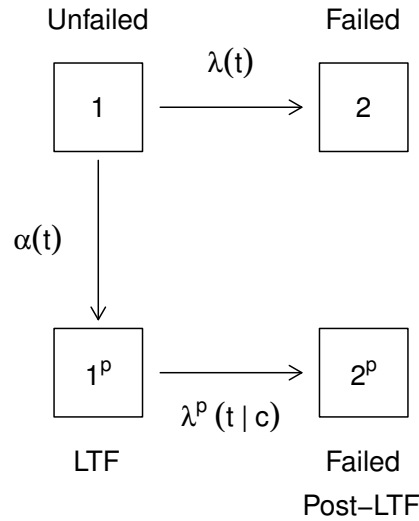 Unfailed Failed
λ(t)
1 2
α(t)
1ᵖ 2ᵖ
λᵖ (t | c)
LTF Failed
Post−LTF